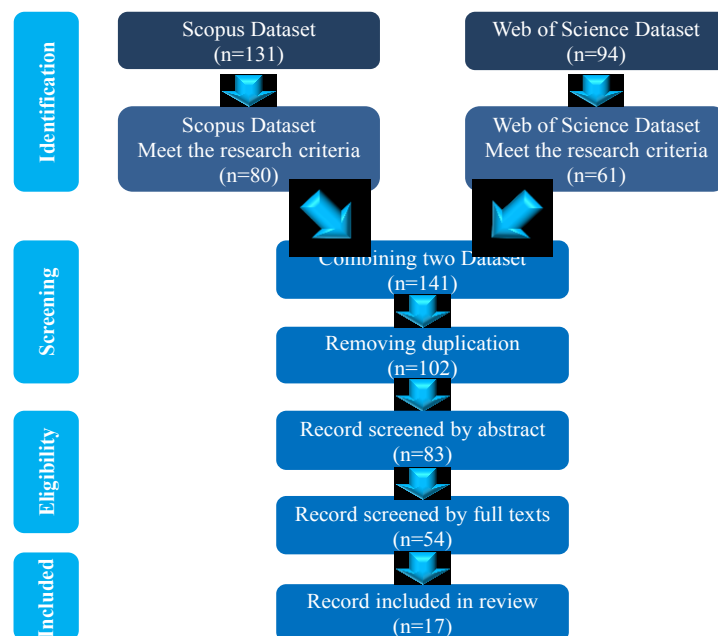 Identification
Scopus Dataset
(n=131)
Web of Science Dataset
(n=94)
Scopus Dataset
Meet the research criteria
(n=80)
Web of Science Dataset
Meet the research criteria
(n=61)
Screening
Combining two Dataset
(n=141)
Removing duplication
(n=102)
Eligibility
Record screened by abstract
(n=83)
Record screened by full texts
(n=54)
Included
Record included in review
(n=17)